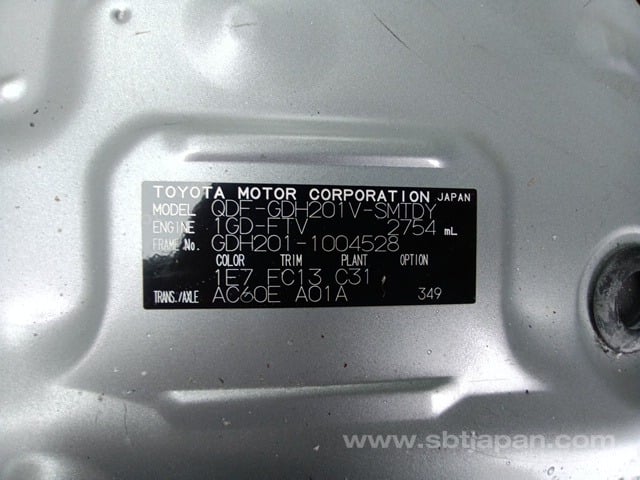 TOYOTA MOTOR CORPORATION JAPAN
MODEL QDF-GDH201V-SMTDY
ENGINE 1GD-FTV 2754 mL
FRAME No. GDH201-1004528
COLOR TRIM PLANT OPTION
1E7 FC13 C31
TRANS./AXLE AC60E A01A 349
www.sbtjapan.com